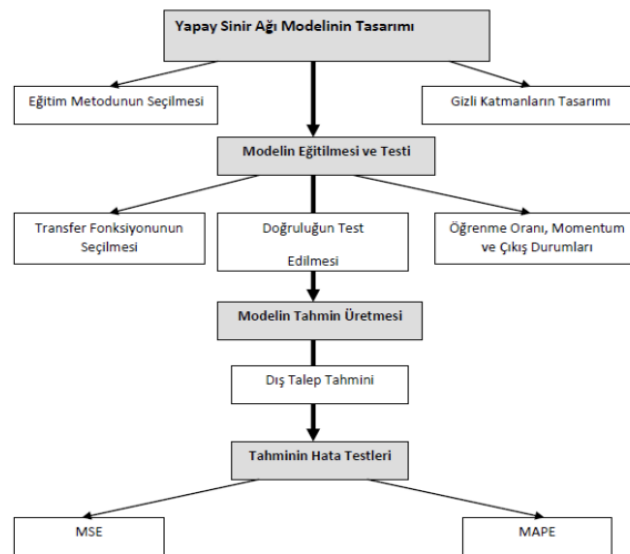 Yapay Sinir Ağı Modelinin Tasarımı
Eğitim Metodunun Seçilmesi
Gizli Katmanların Tasarımı
Modelin Eğitilmesi ve Testi
Transfer Fonksiyonunun
Seçilmesi
Doğruluğun Test
Edilmesi
Öğrenme Oranı, Momentum
ve Çıkış Durumları
Modelin Tahmin Üretmesi
Dış Talep Tahmini
Tahminin Hata Testleri
MSE
MAPE